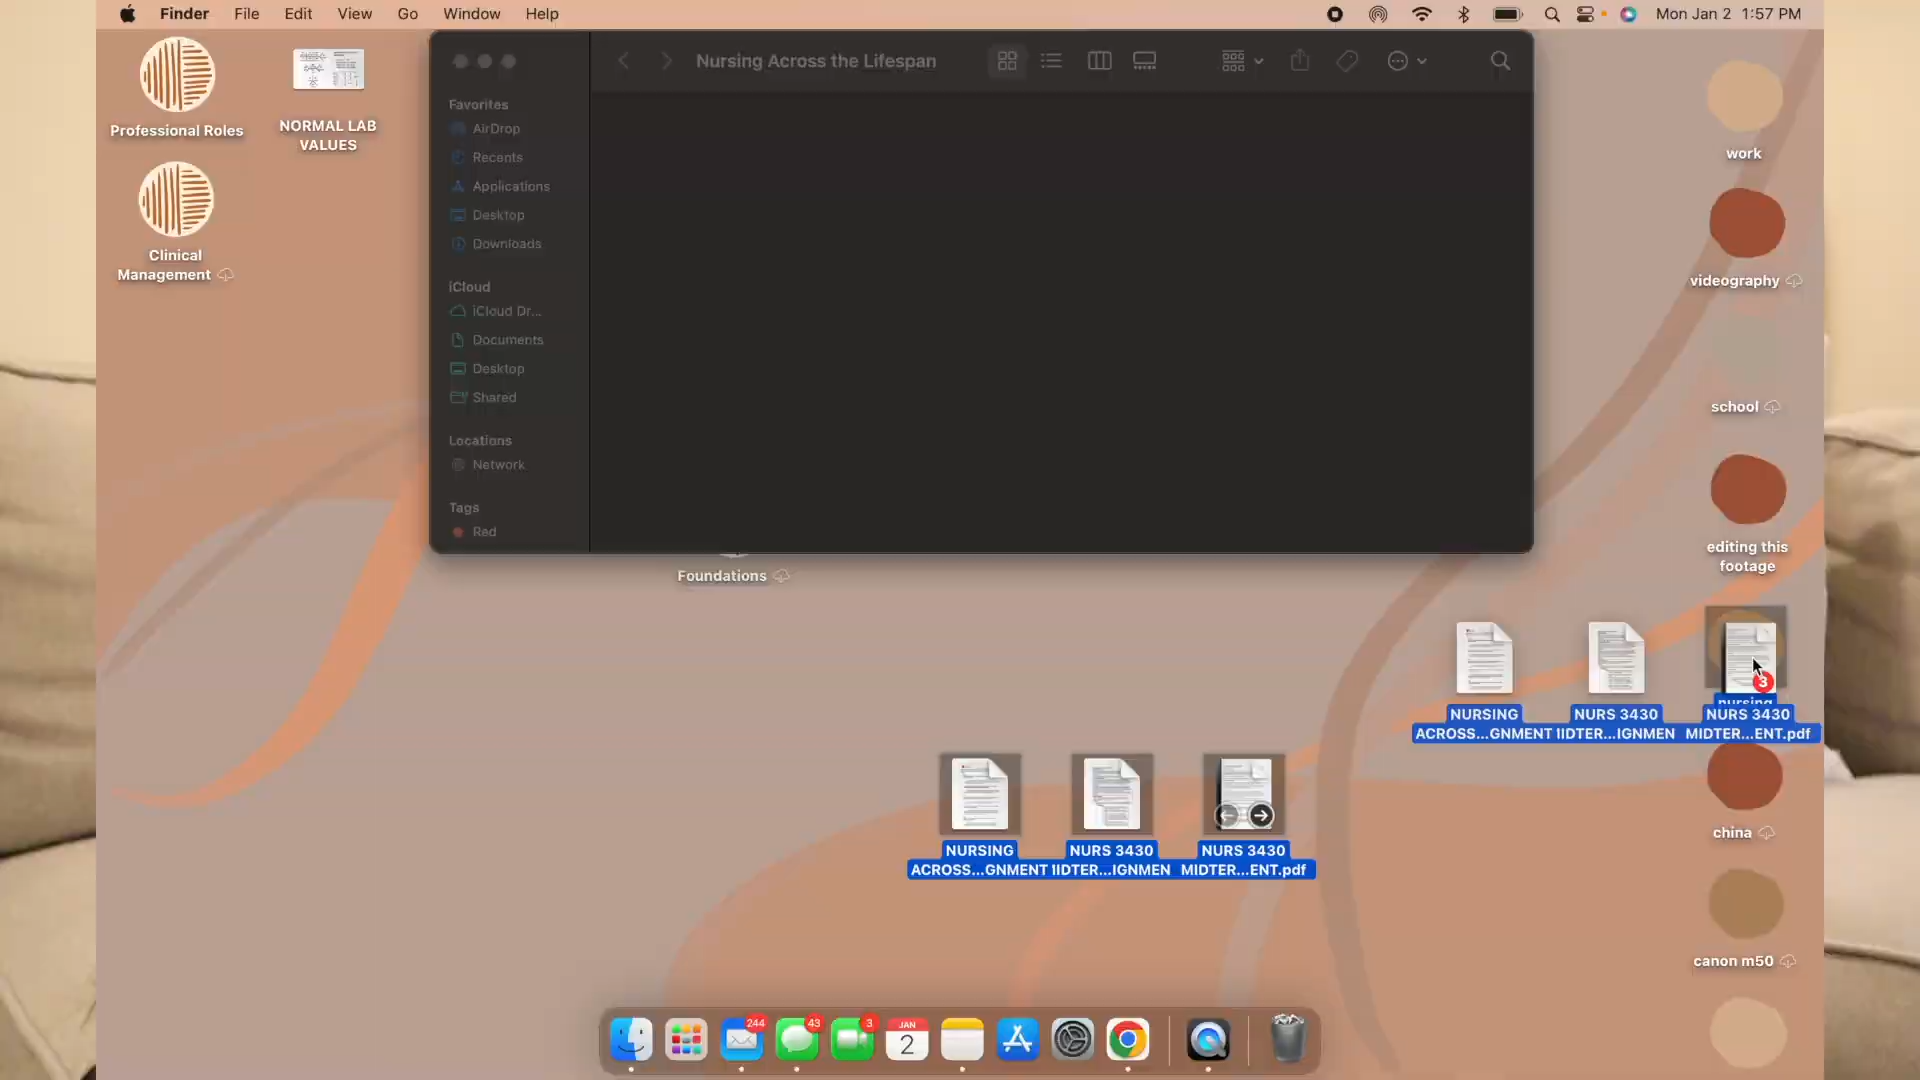 Finder File Edit View Go Window Help
Mon Jan 2 1:57 PM
Professional Roles
NORMAL LAB
VALUES
Clinical
Management
Nursing Across the Lifespan
Favorites
AirDrop
Recents
Applications
Desktop
Downloads
iCloud
iCloud Dr...
Documents
Desktop
Shared
Locations
Network
Tags
Red
Foundations
work
videography
school
editing this
footage
nursing
3
NURSING
ACROSS...GNMENT
NURS 3430
IIDTER...IGNMEN
NURS 3430
MIDTER...ENT.pdf
NURSING
ACROSS...GNMENT
NURS 3430
IIDTER...IGNMEN
NURS 3430
MIDTER...ENT.pdf
china
canon m50
244
43
3
JAN
2